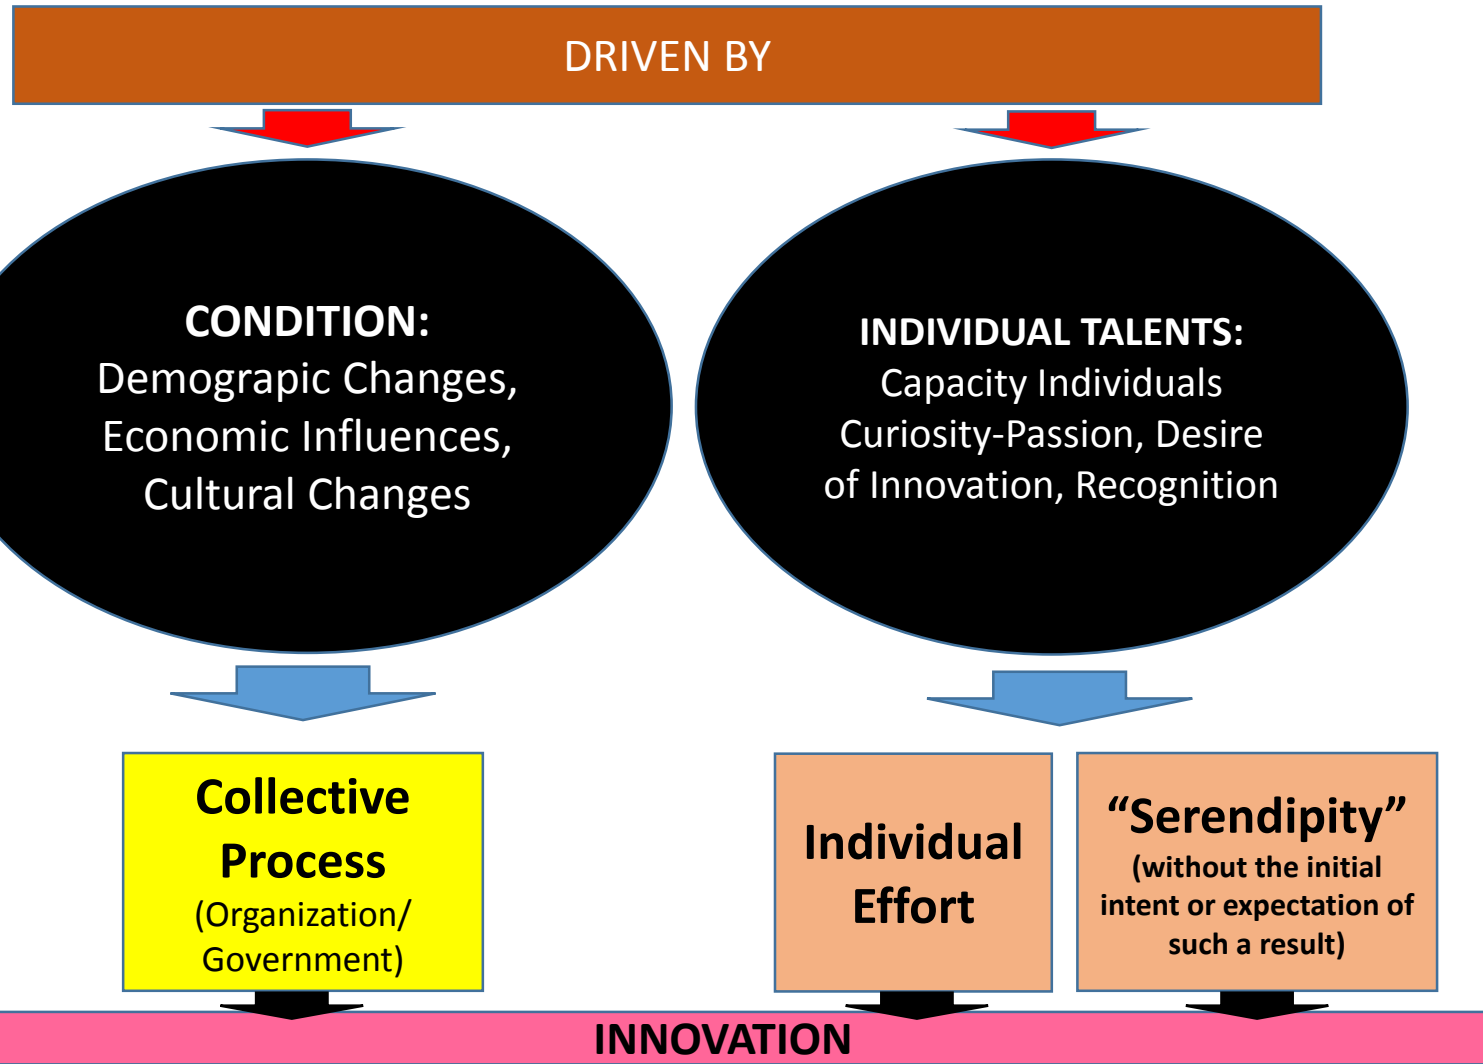 DRIVEN BY
CONDITION:
Demograpic Changes,
Economic Influences,
Cultural Changes
INDIVIDUAL TALENTS:
Capacity Individuals
Curiosity-Passion, Desire
of Innovation, Recognition
Collective
Process
(Organization/
Government)
Individual
Effort
“Serendipity”
(without the initial
intent or expectation of
such a result)
INNOVATION